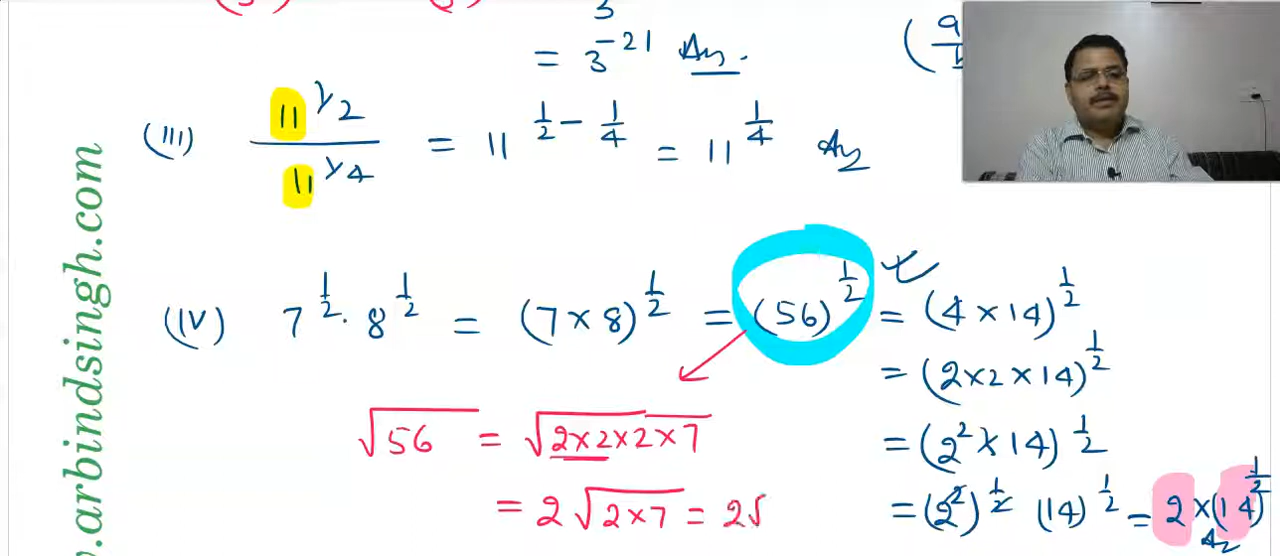 = 3^{-21} Ans.
(III) 11^{1/2} / 11^{1/4} = 11^{1/2 - 1/4} = 11^{1/4} Ans
(IV) 7^{1/2} · 8^{1/2} = (7 × 8)^{1/2} = (56)^{1/2} = (4 × 14)^{1/2}
= (2 × 2 × 14)^{1/2}
√56 = √2×2×2×7
= (2^2 × 14)^{1/2}
= 2√2×7 = 2√
= (2^2)^{1/2} (14)^{1/2} = 2 × (14)^{1/2}
Ans
.arbindsingh.com